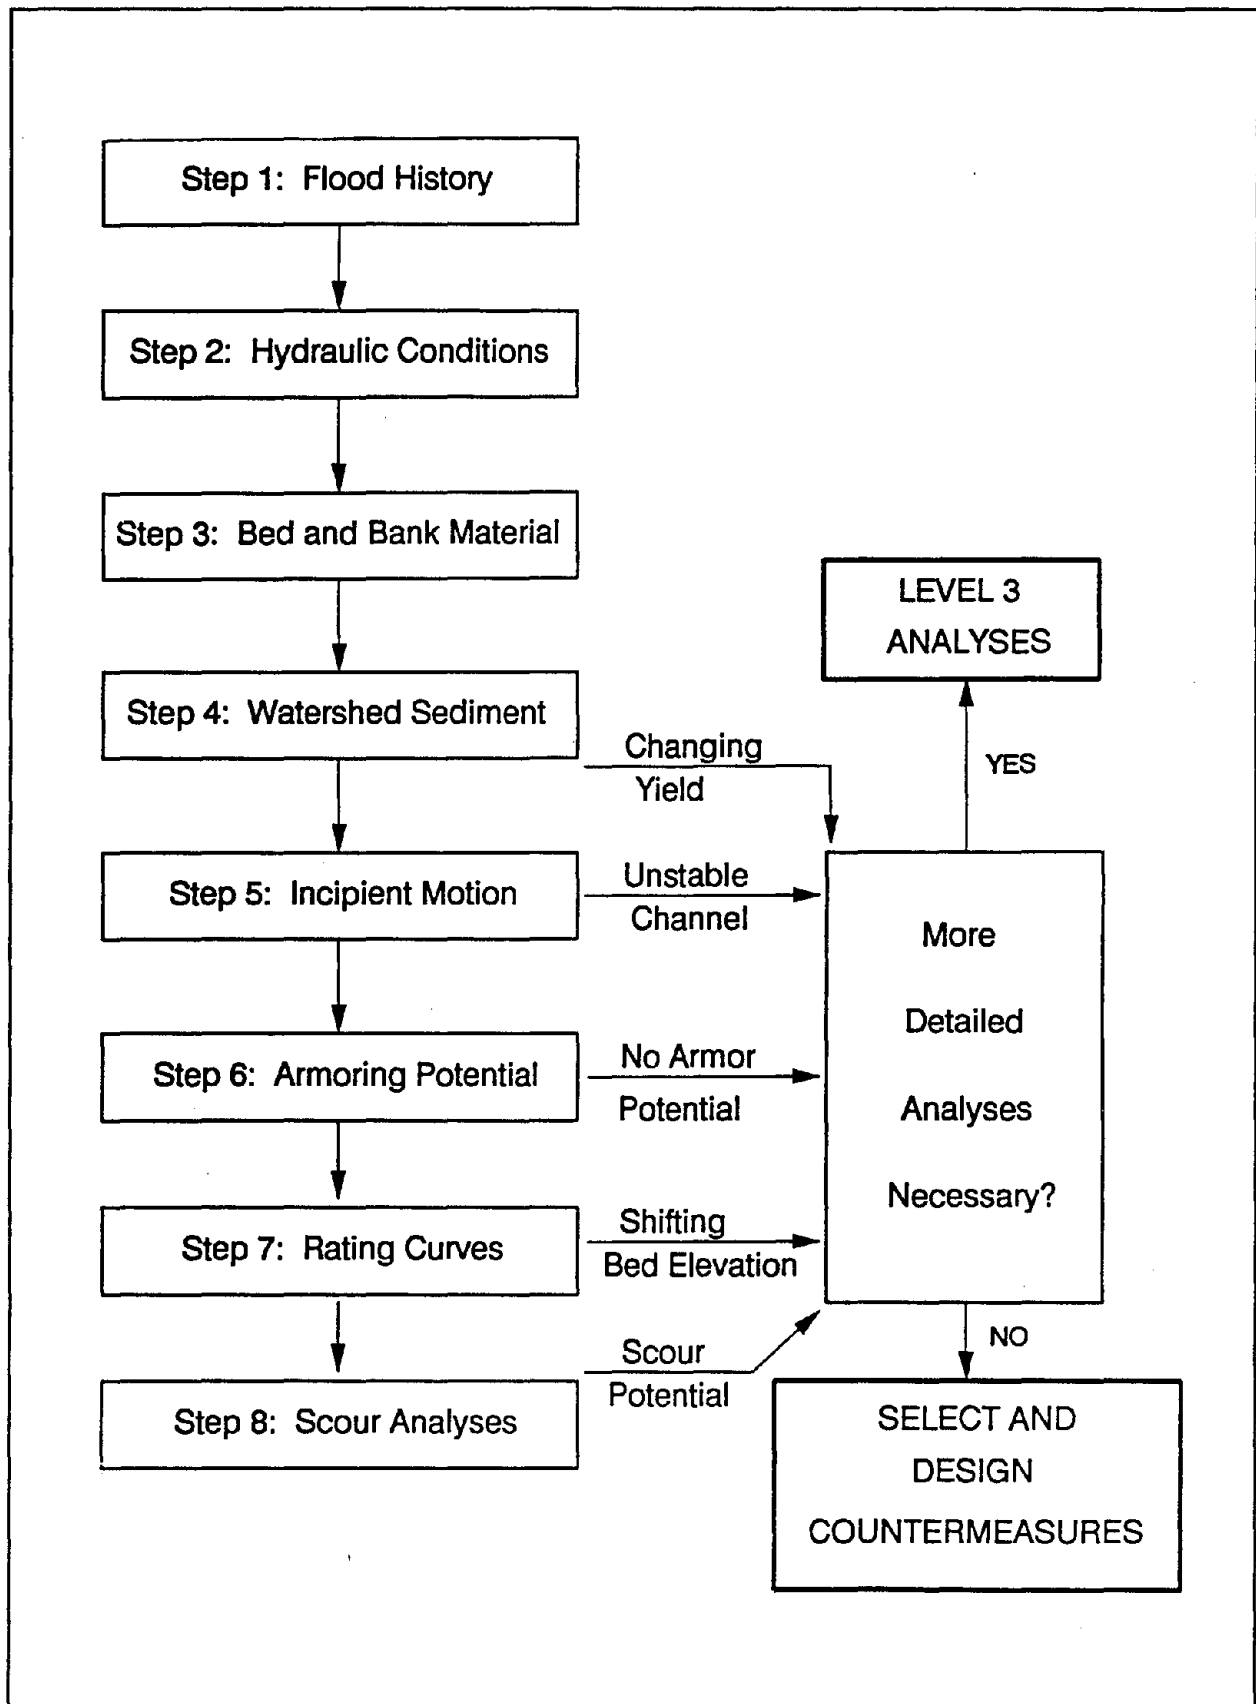 Step 1: Flood History
Step 2: Hydraulic Conditions
Step 3: Bed and Bank Material
Step 4: Watershed Sediment
Step 5: Incipient Motion
Step 6: Armoring Potential
Step 7: Rating Curves
Step 8: Scour Analyses
Changing
Yield
Unstable
Channel
No Armor
Potential
Shifting
Bed Elevation
Scour
Potential
LEVEL 3
ANALYSES
YES
More
Detailed
Analyses
Necessary?
NO
SELECT AND
DESIGN
COUNTERMEASURES